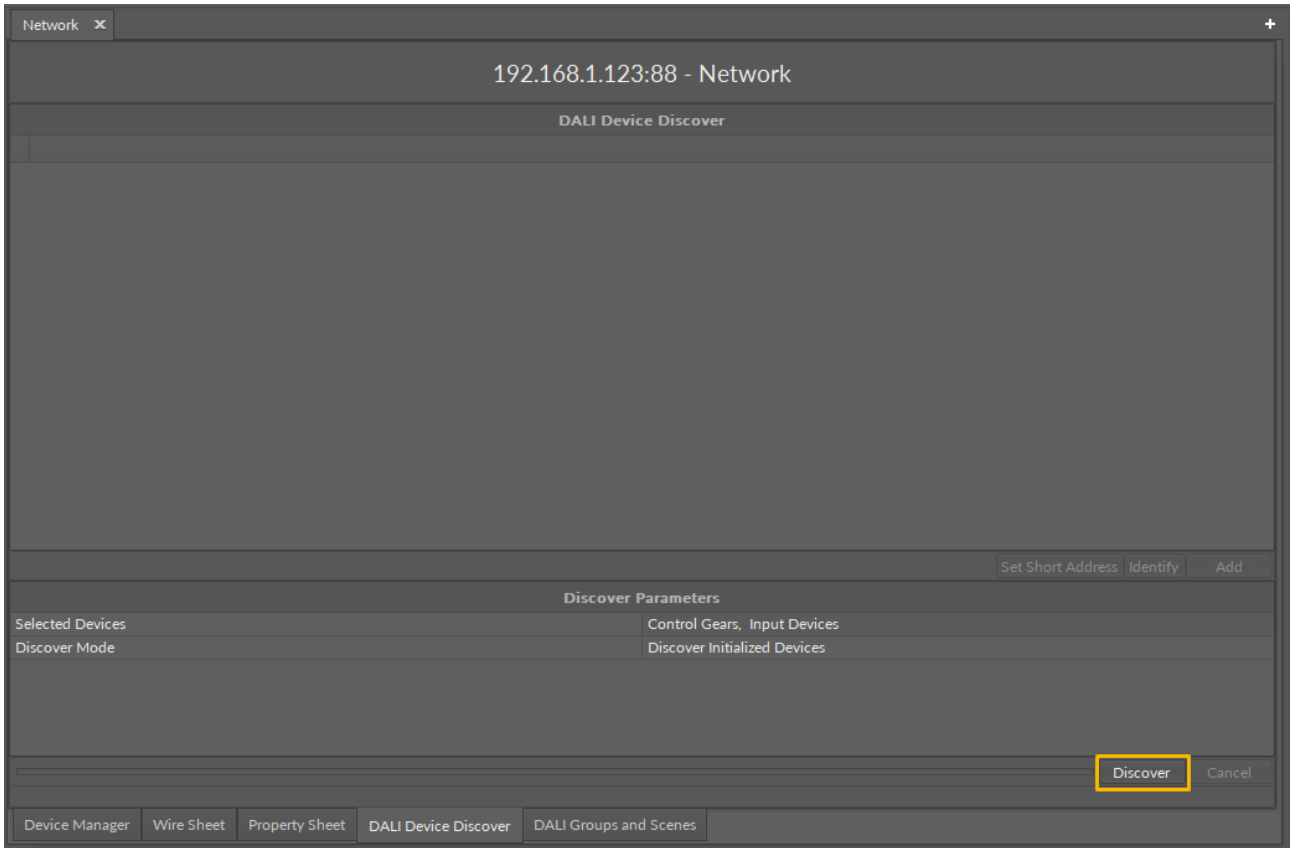 Network ✕ +
192.168.1.123:88 - Network
DALI Device Discover
Set Short Address Identify Add
Discover Parameters
Selected Devices Control Gears, Input Devices
Discover Mode Discover Initialized Devices
Discover Cancel
Device Manager Wire Sheet Property Sheet DALI Device Discover DALI Groups and Scenes